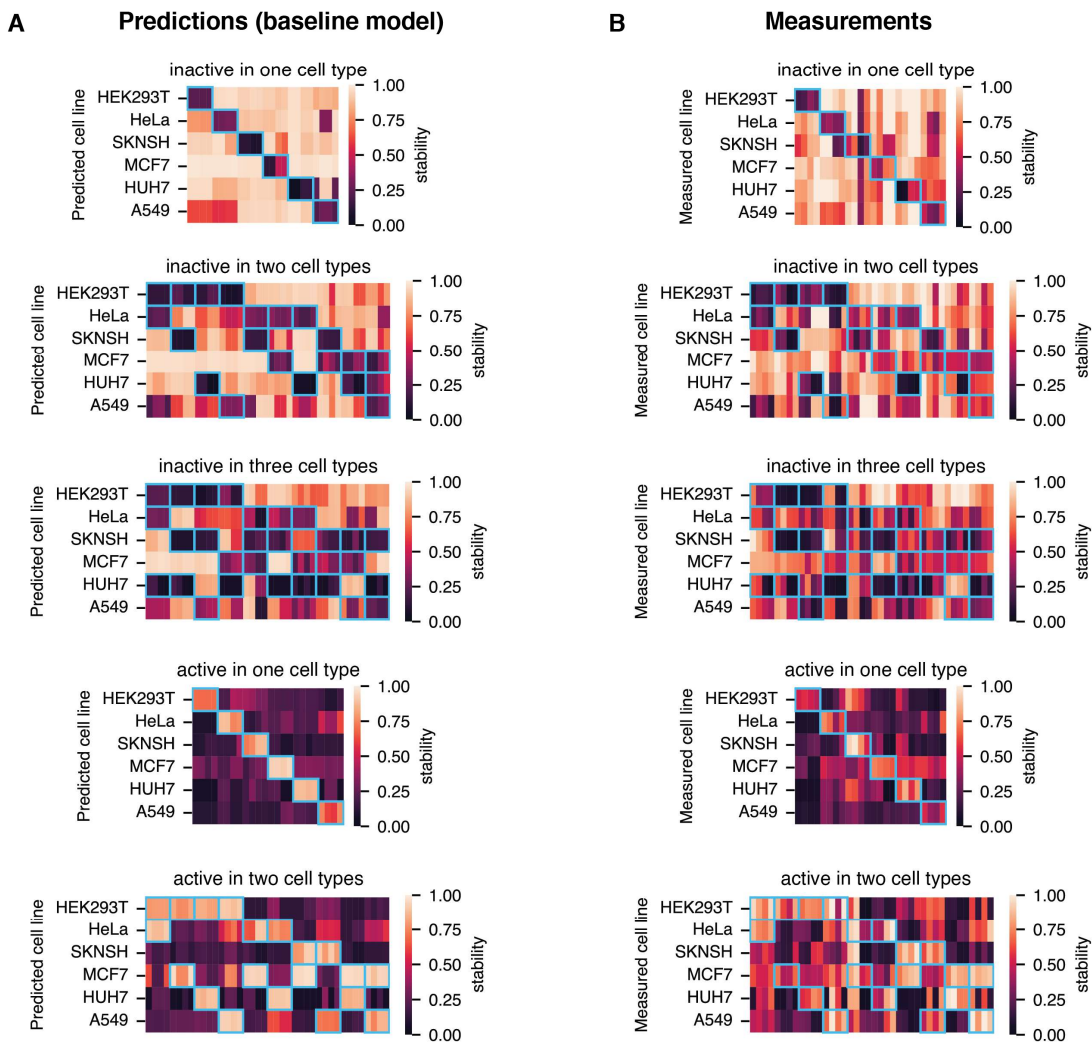 A
Predictions (baseline model)
inactive in one cell type
Predicted cell line
HEK293T
HeLa
SKNSH
MCF7
HUH7
A549
1.00
0.75
0.50
0.25
0.00
stability
inactive in two cell types
Predicted cell line
HEK293T
HeLa
SKNSH
MCF7
HUH7
A549
1.00
0.75
0.50
0.25
0.00
stability
inactive in three cell types
Predicted cell line
HEK293T
HeLa
SKNSH
MCF7
HUH7
A549
1.00
0.75
0.50
0.25
0.00
stability
active in one cell type
Predicted cell line
HEK293T
HeLa
SKNSH
MCF7
HUH7
A549
1.00
0.75
0.50
0.25
0.00
stability
active in two cell types
Predicted cell line
HEK293T
HeLa
SKNSH
MCF7
HUH7
A549
1.00
0.75
0.50
0.25
0.00
stability
B
Measurements
inactive in one cell type
Measured cell line
HEK293T
HeLa
SKNSH
MCF7
HUH7
A549
1.00
0.75
0.50
0.25
0.00
stability
inactive in two cell types
Measured cell line
HEK293T
HeLa
SKNSH
MCF7
HUH7
A549
1.00
0.75
0.50
0.25
0.00
stability
inactive in three cell types
Measured cell line
HEK293T
HeLa
SKNSH
MCF7
HUH7
A549
1.00
0.75
0.50
0.25
0.00
stability
active in one cell type
Measured cell line
HEK293T
HeLa
SKNSH
MCF7
HUH7
A549
1.00
0.75
0.50
0.25
0.00
stability
active in two cell types
Measured cell line
HEK293T
HeLa
SKNSH
MCF7
HUH7
A549
1.00
0.75
0.50
0.25
0.00
stability